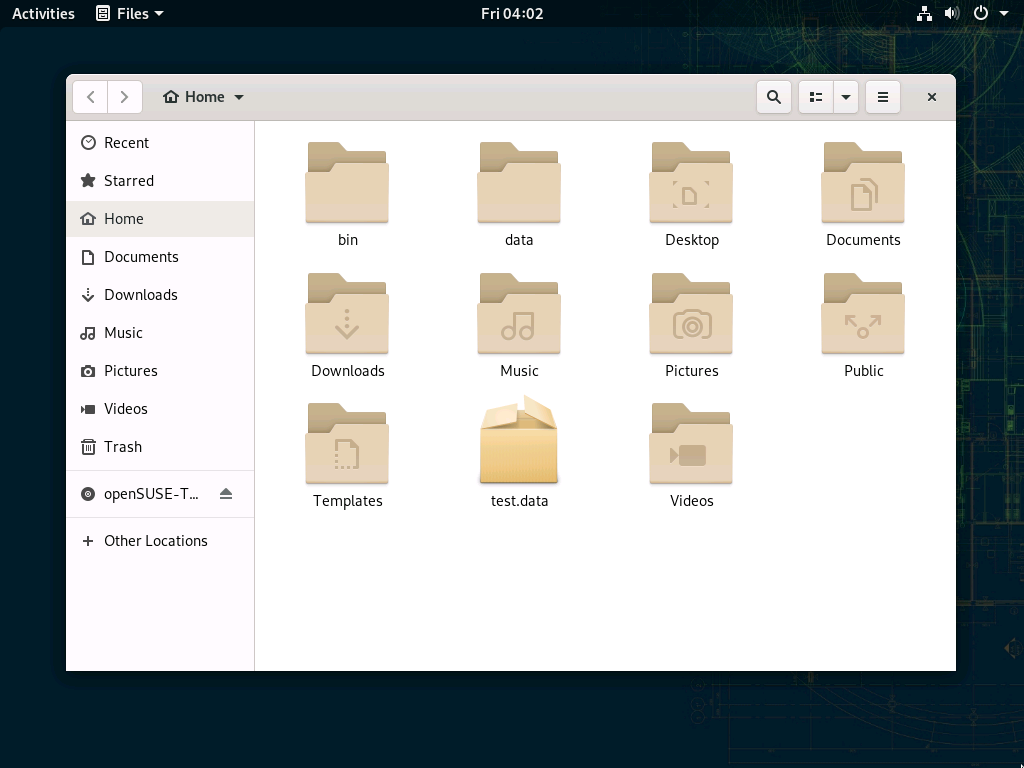 Activities Files Fri 04:02
Home
Recent
Starred
Home
Documents
Downloads
Music
Pictures
Videos
Trash
openSUSE-T...
Other Locations
bin data Desktop Documents
Downloads Music Pictures Public
Templates test.data Videos